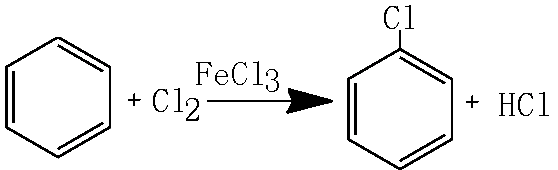 Cl
FeCl3
+ Cl2 + HCl